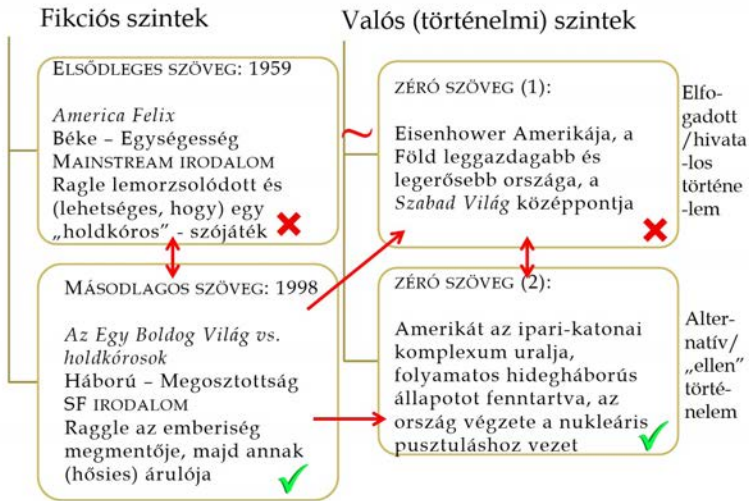 Fikciós szintek
Valós (történelmi) szintek
ELSŐDLEGES SZÖVEG: 1959
America Felix
Béke – Egységesség
MAINSTREAM IRODALOM
Ragle lemorzsolódott és
(lehetséges, hogy) egy
„holdkóros” - szójáték
ZÉRÓ SZÖVEG (1):
Eisenhower Amerikája, a
Föld leggazdagabb és
legerősebb országa, a
Szabad Világ középpontja
Elfo-
gadott
/hivata
-los
történe
-lem
MÁSODLAGOS SZÖVEG: 1998
Az Egy Boldog Világ vs.
holdkórosok
Háború – Megosztottság
SF IRODALOM
Raggle az emberiség
megmentője, majd annak
(hősies) árulója
ZÉRÓ SZÖVEG (2):
Amerikát az ipari-katonai
komplexum uralja,
folyamatos hidegháborús
állapotot fenntartva, az
ország végzete a nukleáris
pusztuláshoz vezet
Alter-
natív/
„ellen”
törté-
nelem